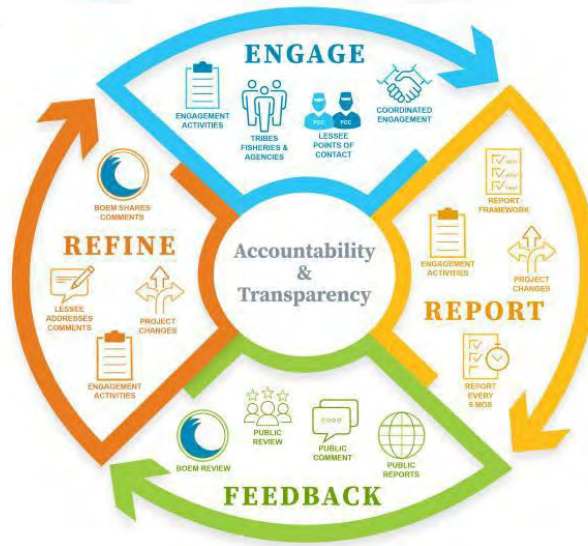 ENGAGE
ENGAGEMENT
ACTIVITIES
TRIBES
FISHERIES &
AGENCIES
POC
POC
LESSEE
POINTS OF
CONTACT
COORDINATED
ENGAGEMENT
REPORT
FRAMEWORK
ENGAGEMENT
ACTIVITIES
PROJECT
CHANGES
REPORT
REPORT
EVERY
6 MOS
BOEM REVIEW
PUBLIC
REVIEW
PUBLIC
COMMENT
PUBLIC
REPORTS
FEEDBACK
BOEM SHARES
COMMENTS
REFINE
LESSEE
ADDRESSES
COMMENTS
PROJECT
CHANGES
ENGAGEMENT
ACTIVITIES
Accountability
&
Transparency